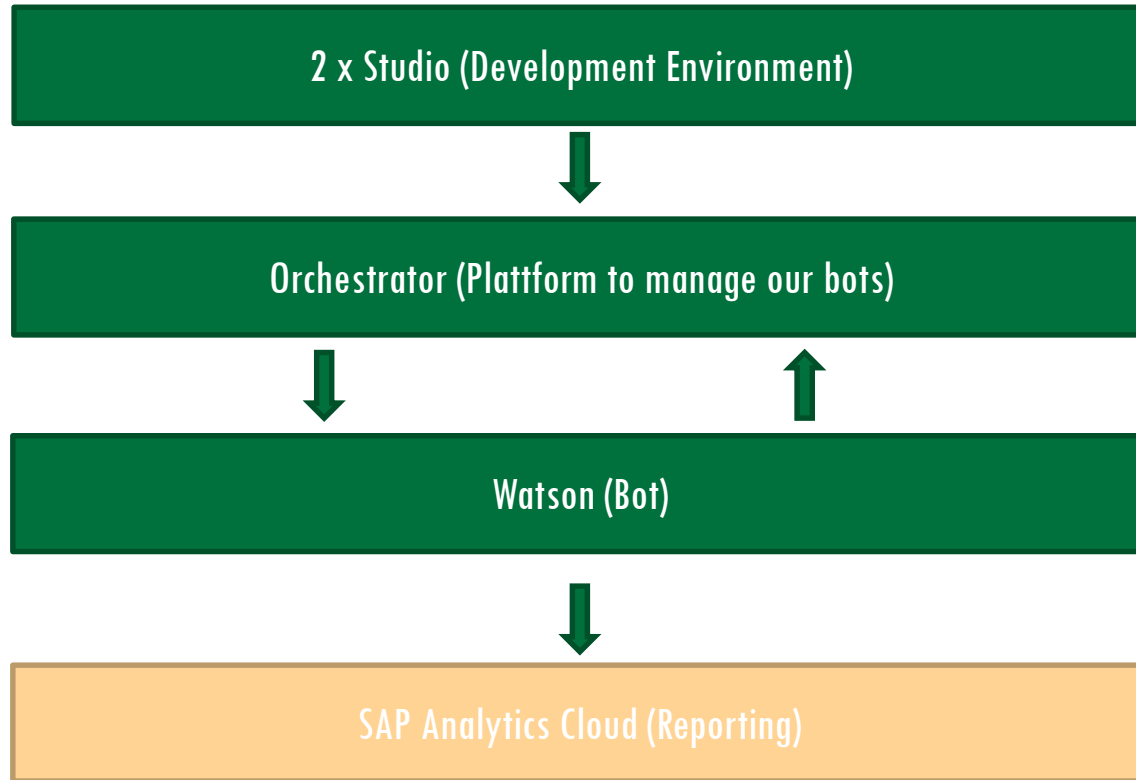 2 x Studio (Development Environment)
Orchestrator (Plattform to manage our bots)
Watson (Bot)
SAP Analytics Cloud (Reporting)